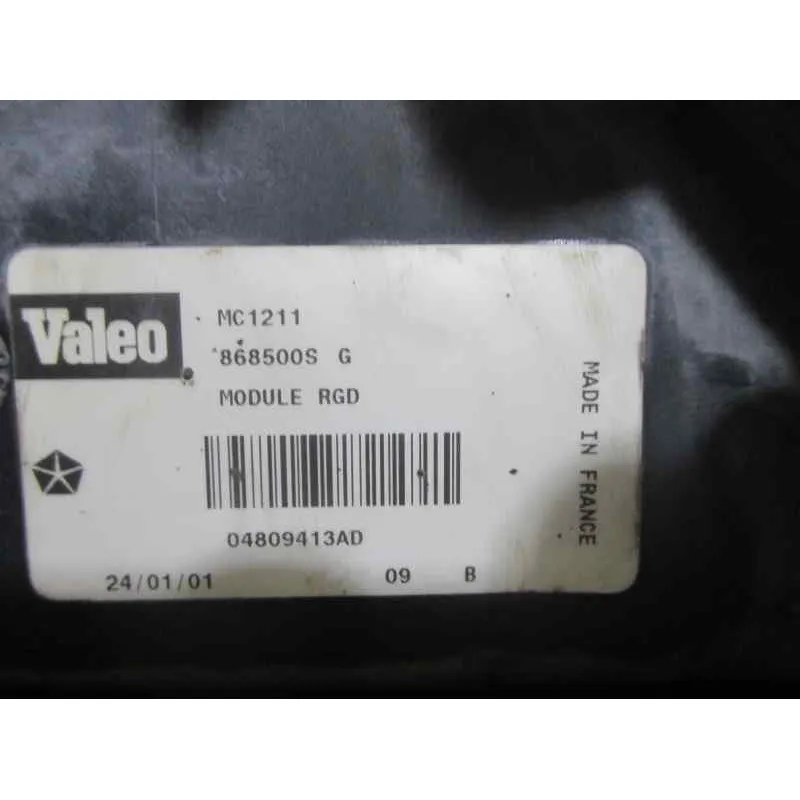 Valeo
MC1211
868500S G
MODULE RGD
04809413AD
24/01/01 09 B
MADE IN FRANCE